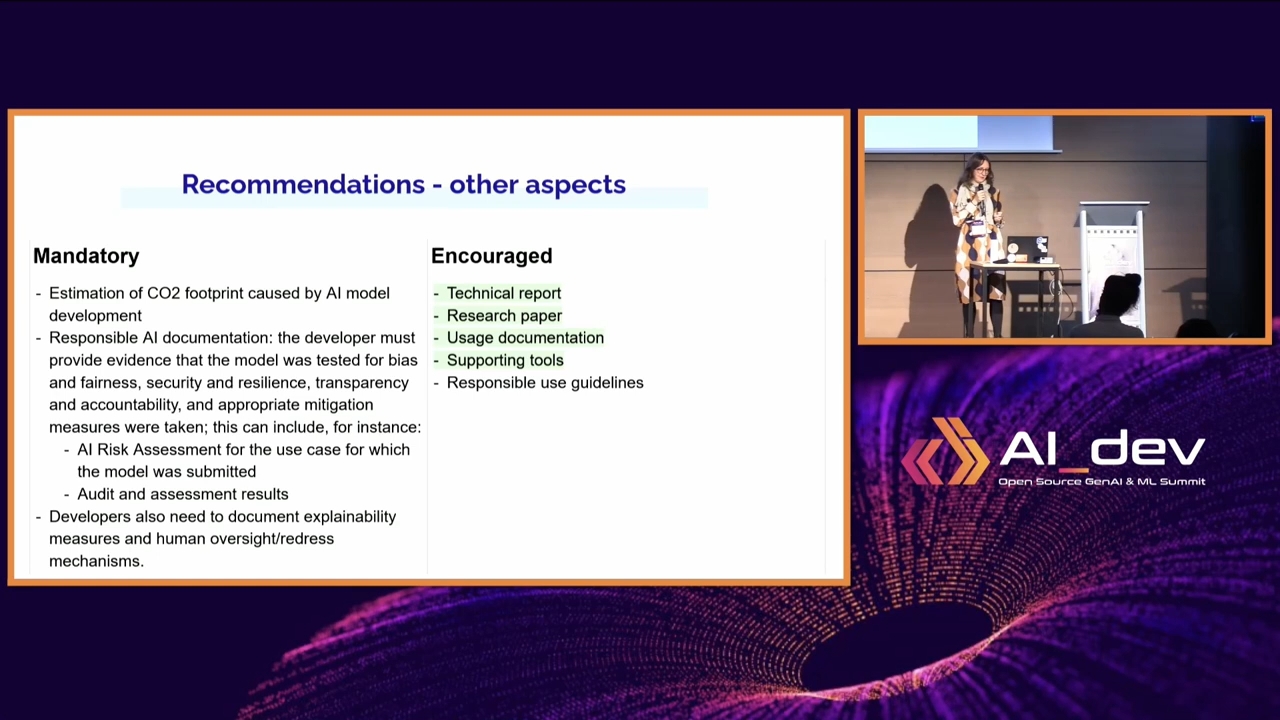 Recommendations - other aspects
Mandatory
- Estimation of CO2 footprint caused by AI model
development
- Responsible AI documentation: the developer must
provide evidence that the model was tested for bias
and fairness, security and resilience, transparency
and accountability, and appropriate mitigation
measures were taken; this can include, for instance:
- AI Risk Assessment for the use case for which
the model was submitted
- Audit and assessment results
- Developers also need to document explainability
measures and human oversight/redress
mechanisms.
Encouraged
- Technical report
- Research paper
- Usage documentation
- Supporting tools
- Responsible use guidelines
AI_dev
Open Source GenAI & ML Summit